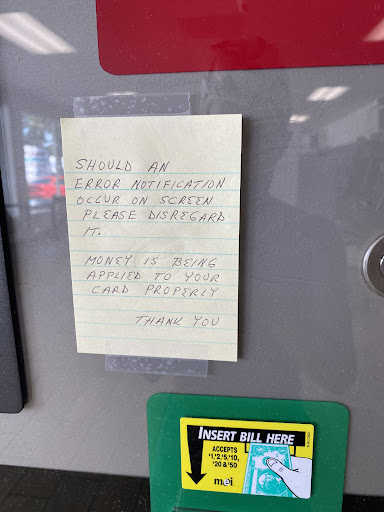 SHOULD AN
ERROR NOTIFICATION
OCCUR ON SCREEN
PLEASE DISREGARD
IT.
MONEY IS BEING
APPLIED TO YOUR
CARD PROPERLY
THANK YOU
INSERT BILL HERE
ACCEPTS
$1,$2,$5,$10,
$20 & $50
mei